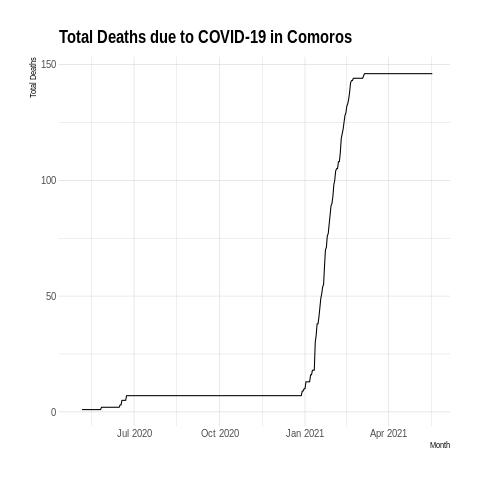 Total Deaths due to COVID-19 in Comoros
Total Deaths
150
100
50
0
Jul 2020 Oct 2020 Jan 2021 Apr 2021
Month